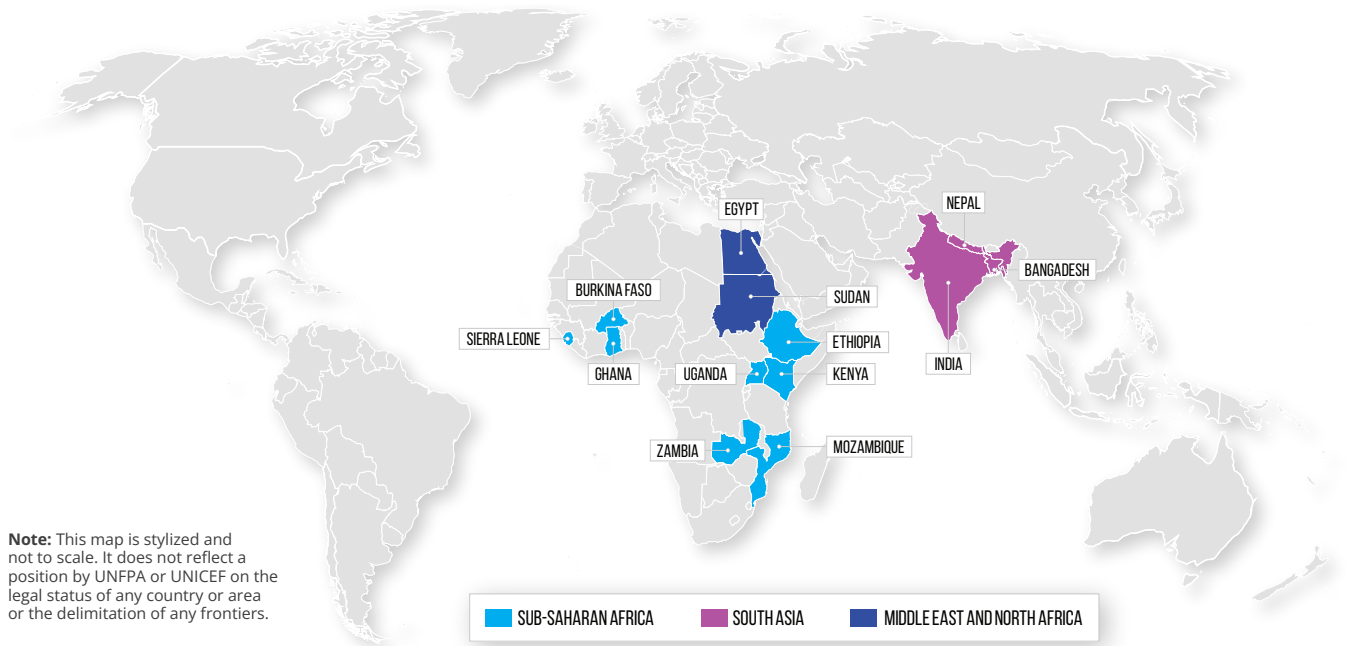 EGYPT
NEPAL
BANGADESH
BURKINA FASO
SUDAN
SIERRA LEONE
ETHIOPIA
INDIA
GHANA
UGANDA
KENYA
ZAMBIA
MOZAMBIQUE
Note: This map is stylized and
not to scale. It does not reflect a
position by UNFPA or UNICEF on the
legal status of any country or area
or the delimitation of any frontiers.
SUB-SAHARAN AFRICA
SOUTH ASIA
MIDDLE EAST AND NORTH AFRICA